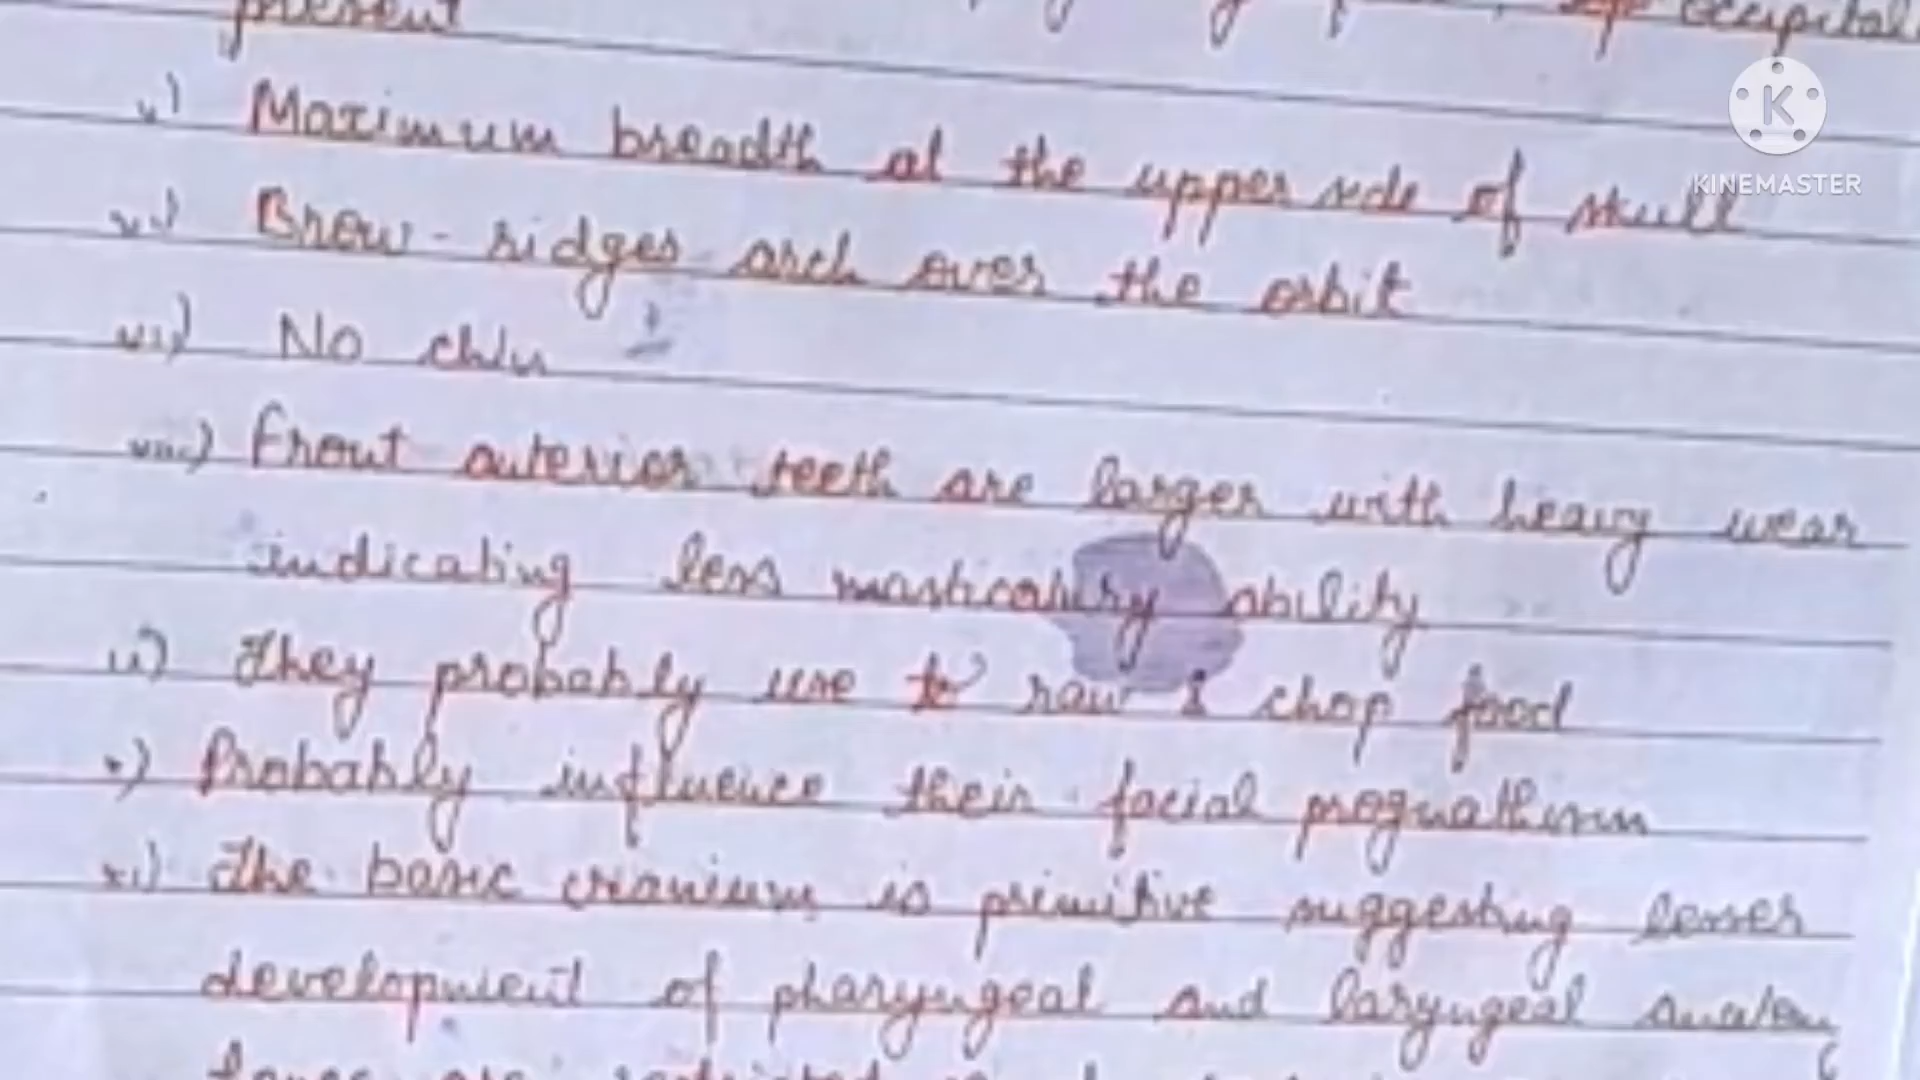 present occipital
v) Maximum breadth at the upper side of skull
vi) Brow-ridges arch over the orbit
vii) No chin
viii) Front anterior teeth are larger with heavy wear
indicating less masticatory ability
ix) They probably use to raw & chop food
x) Probably influence their facial prognathism
xi) The basic cranium is primitive suggesting lesser
development of pharyngeal and laryngeal
KINEMASTER